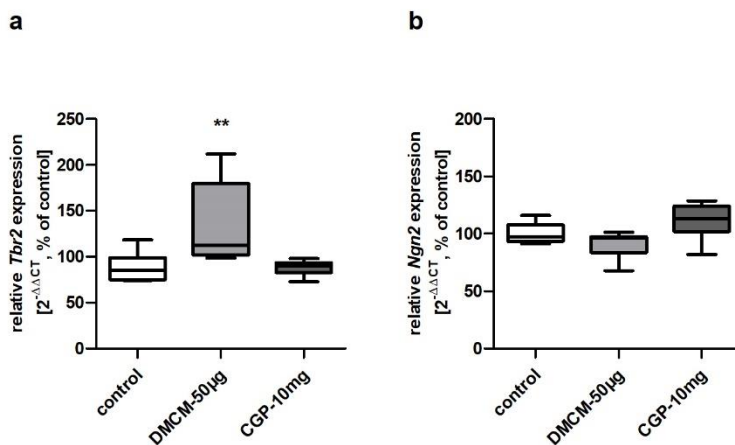 a
relative Tbr2 expression
[2-ΔΔCT, % of control]
250
200
150
100
50
0
**
control
DMCM-50µg
CGP-10mg
b
relative Ngn2 expression
[2-ΔΔCT, % of control]
200
150
100
50
0
control
DMCM-50µg
CGP-10mg